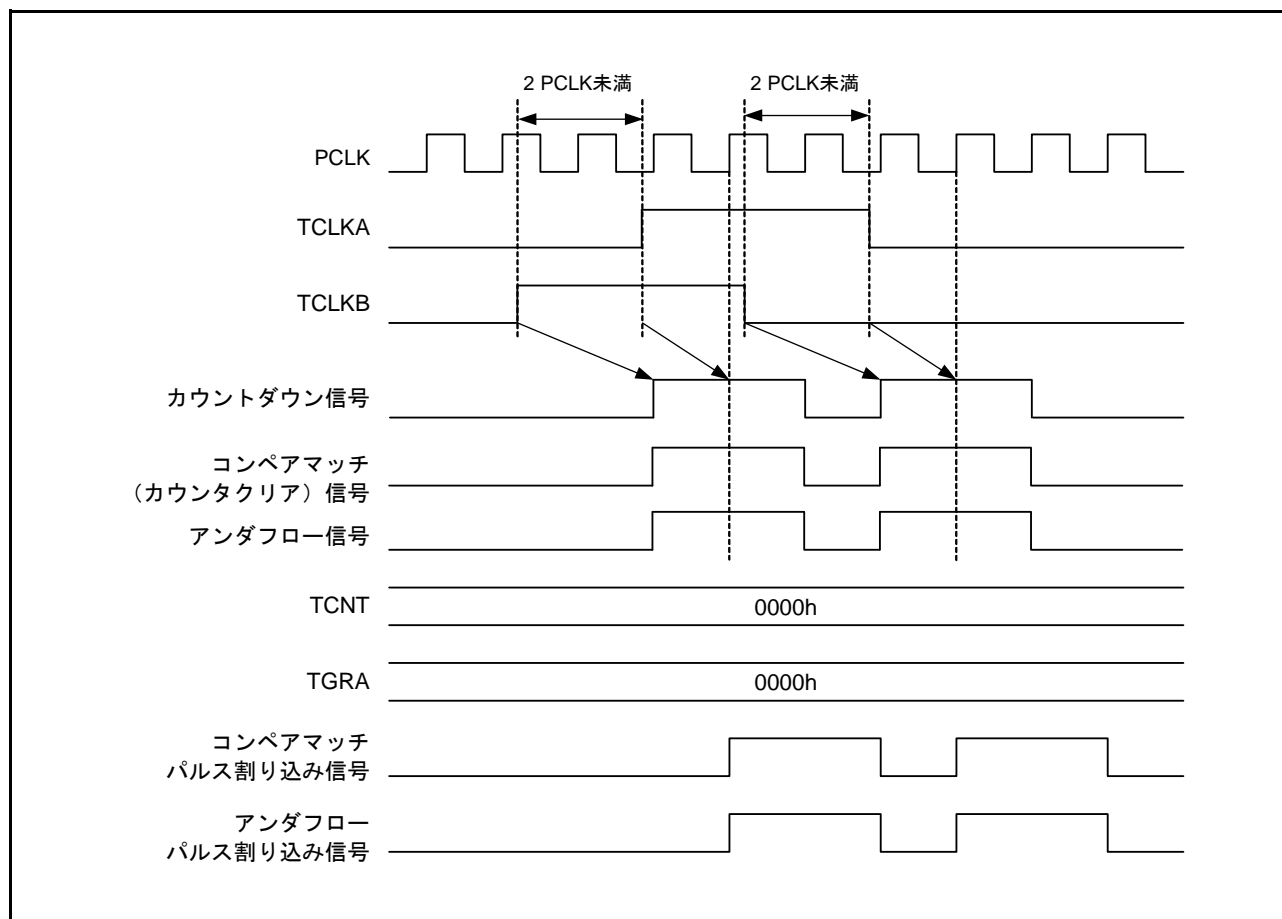 2 PCLK未満 2 PCLK未満
PCLK
TCLKA
TCLKB
カウントダウン信号
コンペアマッチ
（カウンタクリア）信号
アンダフロー信号
TCNT 0000h
TGRA 0000h
コンペアマッチ
パルス割り込み信号
アンダフロー
パルス割り込み信号